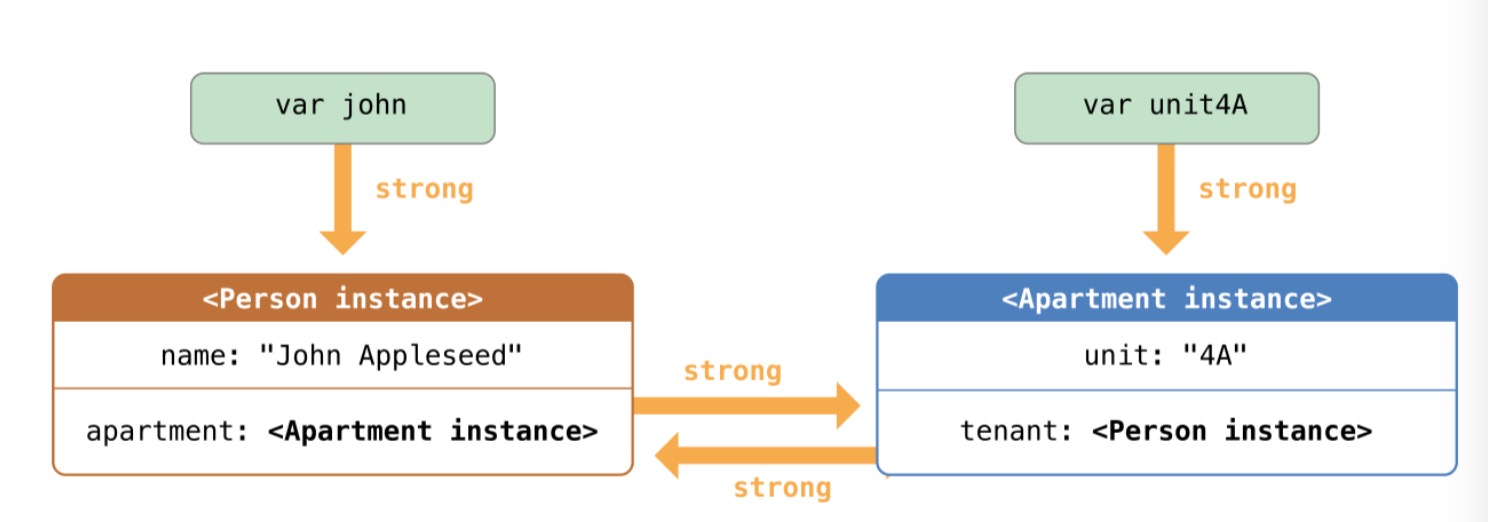 var john
var unit4A
strong
strong
<Person instance>
name: "John Appleseed"
apartment: <Apartment instance>
strong
strong
<Apartment instance>
unit: "4A"
tenant: <Person instance>